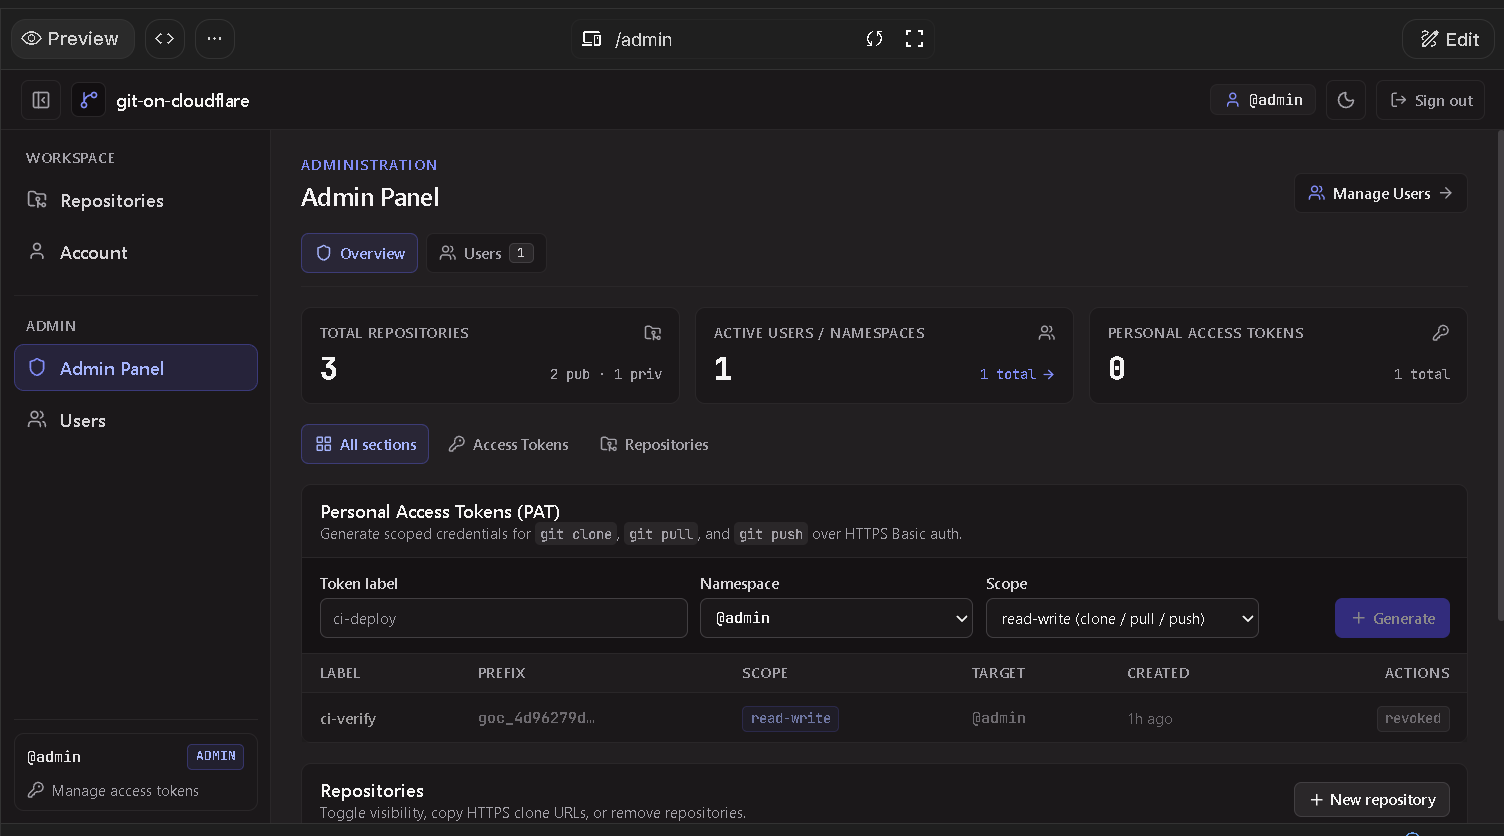 Preview
/admin
Edit
git-on-cloudflare
@admin
Sign out
WORKSPACE
Repositories
Account
ADMIN
Admin Panel
Users
@admin
ADMIN
Manage access tokens
ADMINISTRATION
Admin Panel
Manage Users
Overview
Users 1
TOTAL REPOSITORIES
3
2 pub · 1 priv
ACTIVE USERS / NAMESPACES
1
1 total
PERSONAL ACCESS TOKENS
0
1 total
All sections
Access Tokens
Repositories
Personal Access Tokens (PAT)
Generate scoped credentials for git clone, git pull, and git push over HTTPS Basic auth.
Token label
Namespace
Scope
ci-deploy
@admin
read-write (clone / pull / push)
+ Generate
LABEL PREFIX SCOPE TARGET CREATED ACTIONS
ci-verify goc_4d96279d… read-write @admin 1h ago revoked
Repositories
Toggle visibility, copy HTTPS clone URLs, or remove repositories.
+ New repository